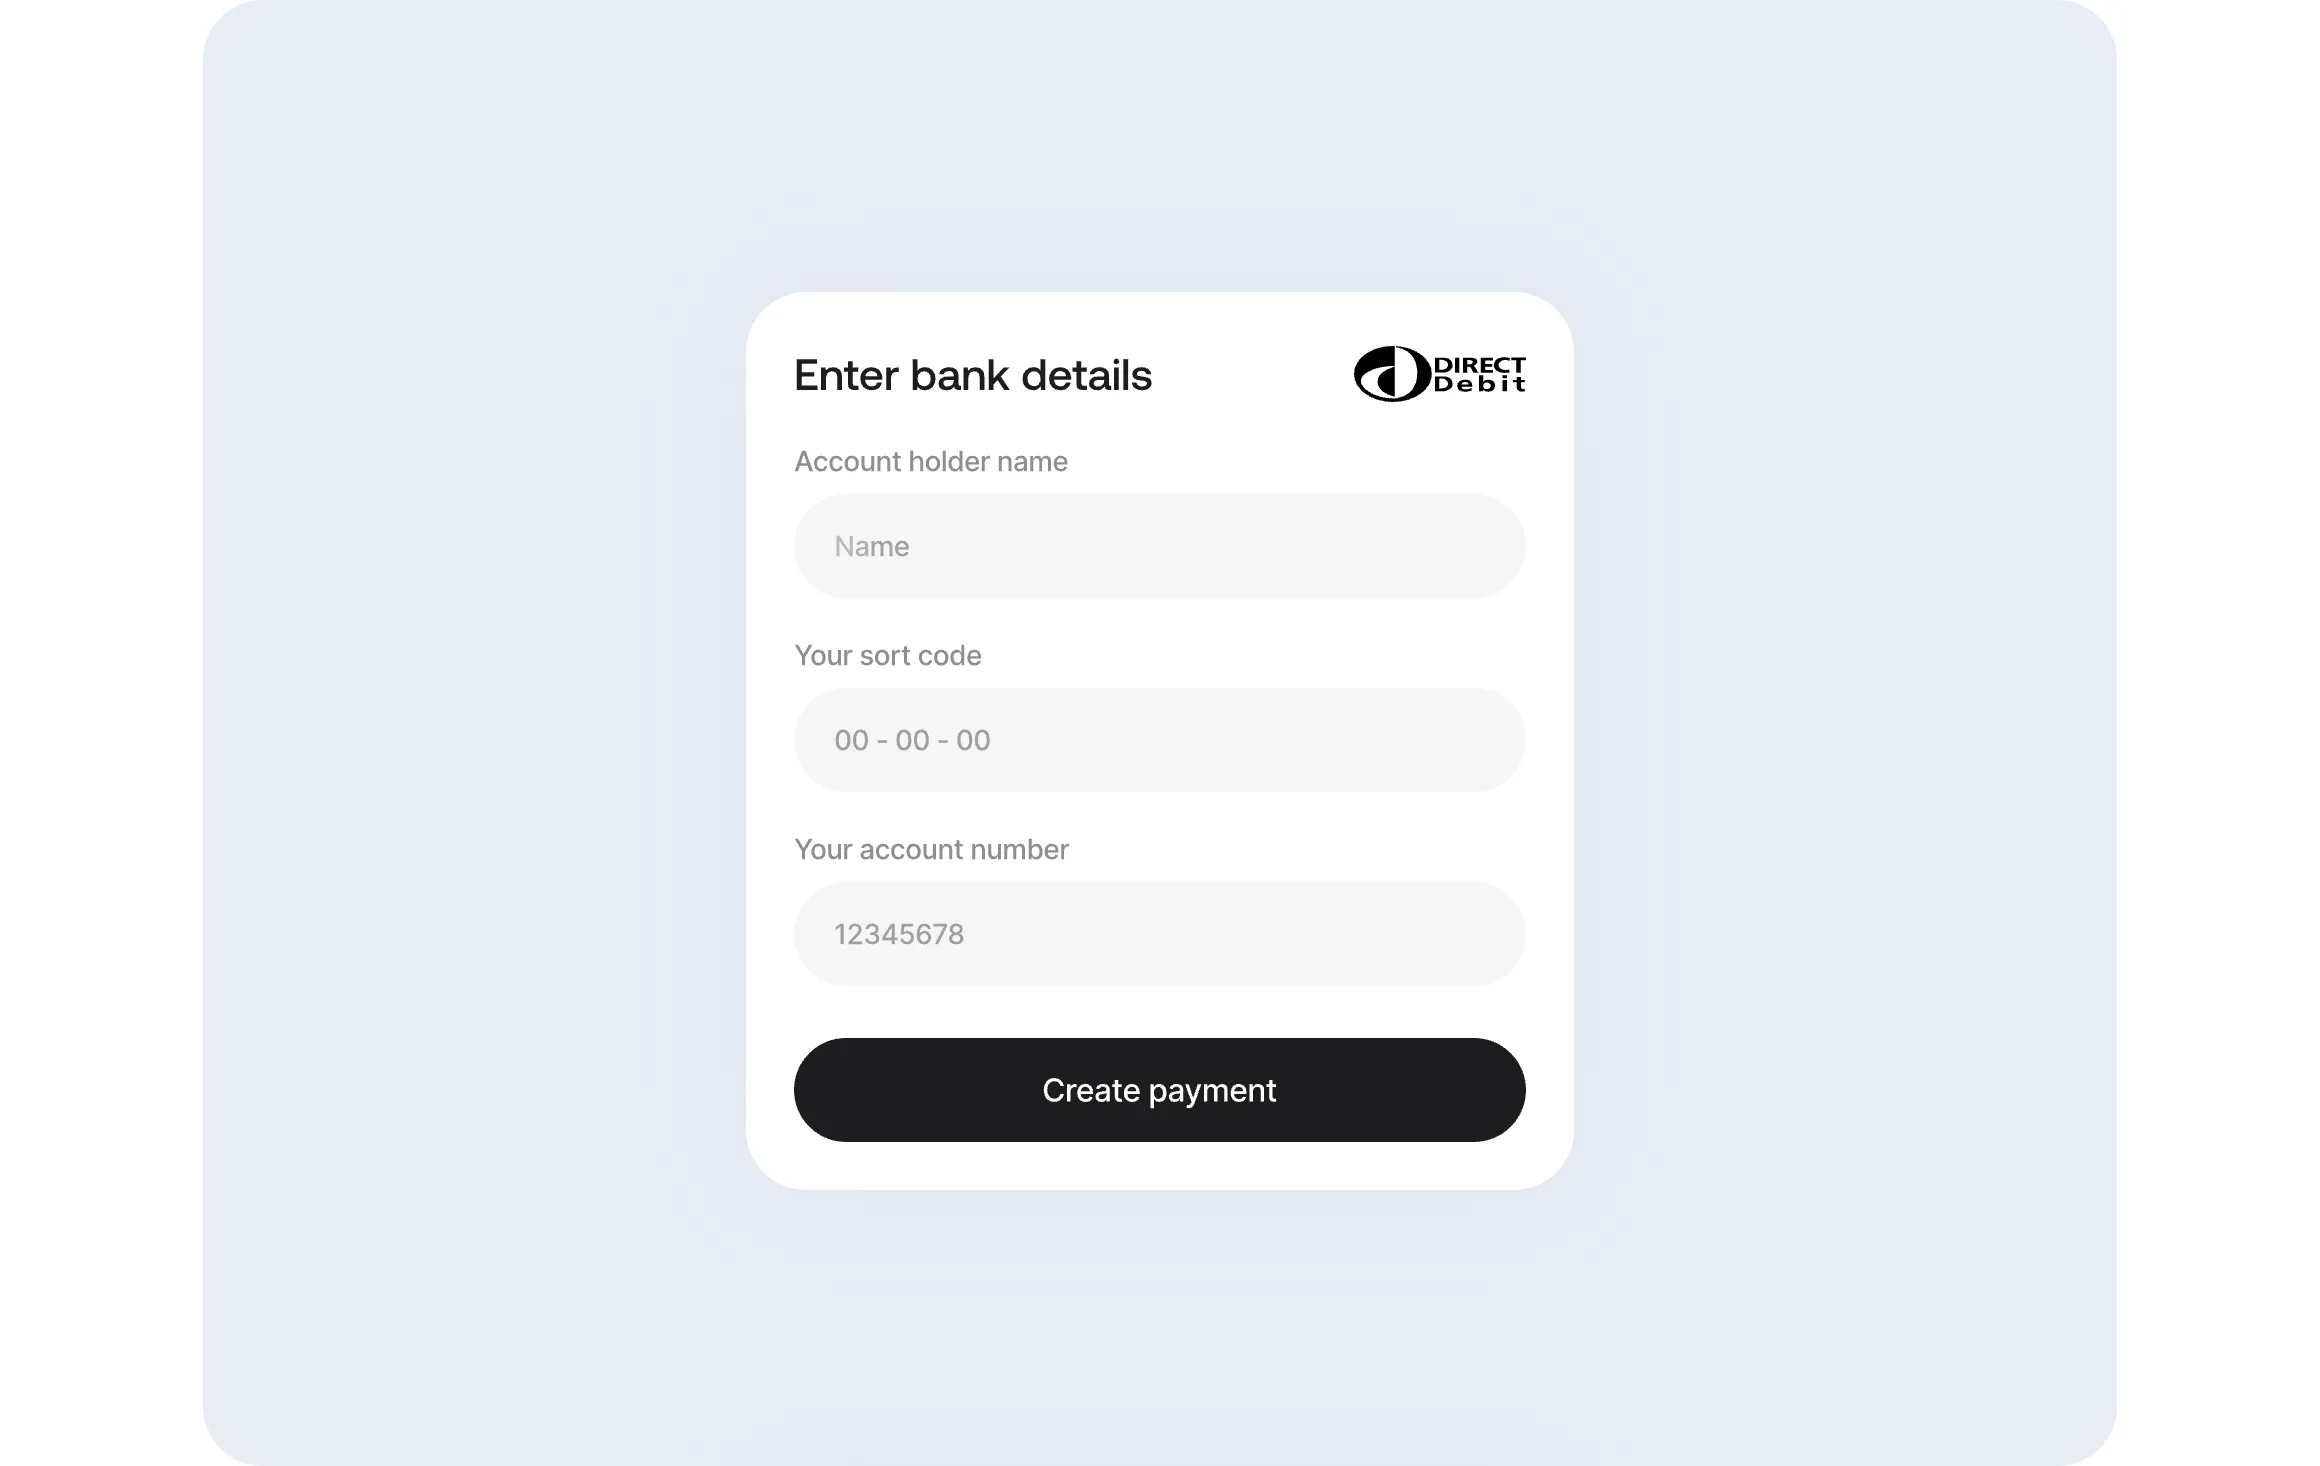 Enter bank details
DIRECT
Debit
Account holder name
Name
Your sort code
00 - 00 - 00
Your account number
12345678
Create payment